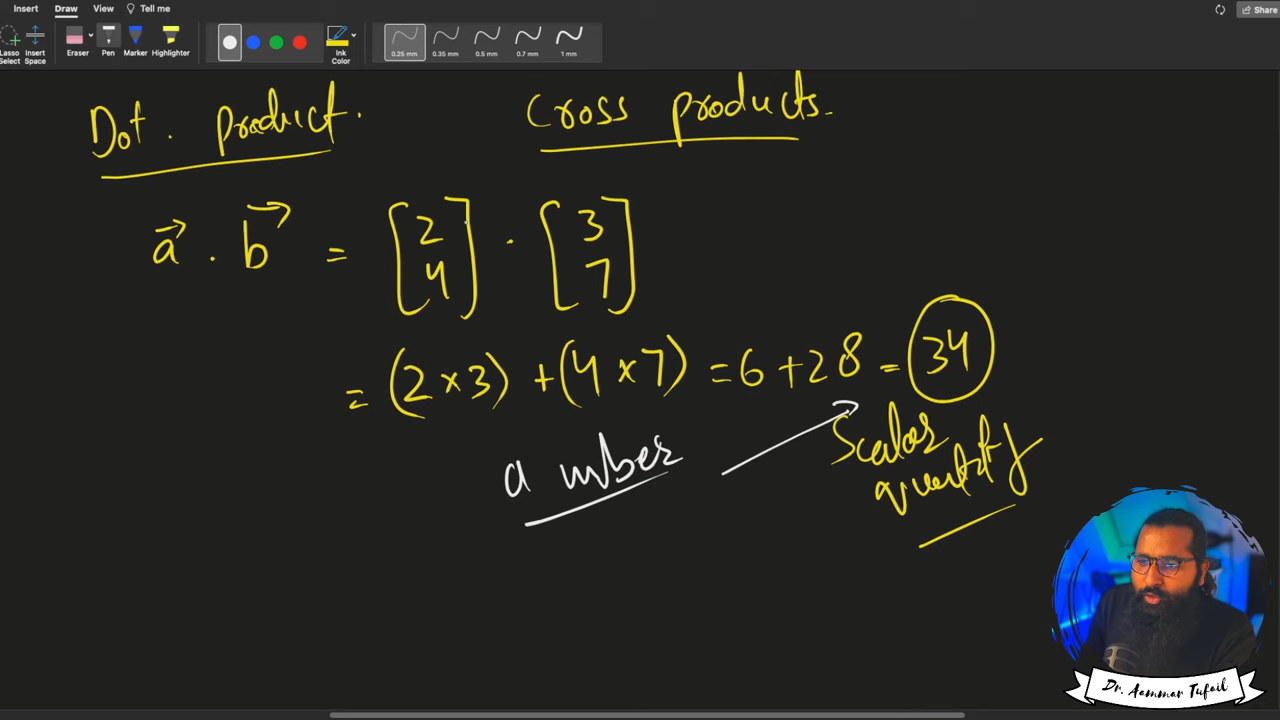 Insert Draw View Tell me
Share
Lasso Select
Insert Space
Eraser
Pen
Marker
Highlighter
Ink Color
0.25 mm 0.35 mm 0.5 mm 0.7 mm 1 mm
Dot . product.
Cross products.
a⃗ . b⃗ = [2 4] · [3 7]
= (2 × 3) + (4 × 7) = 6 + 28 = 34
a nber
Scalar
quantity
Dr. Aammar Tufail